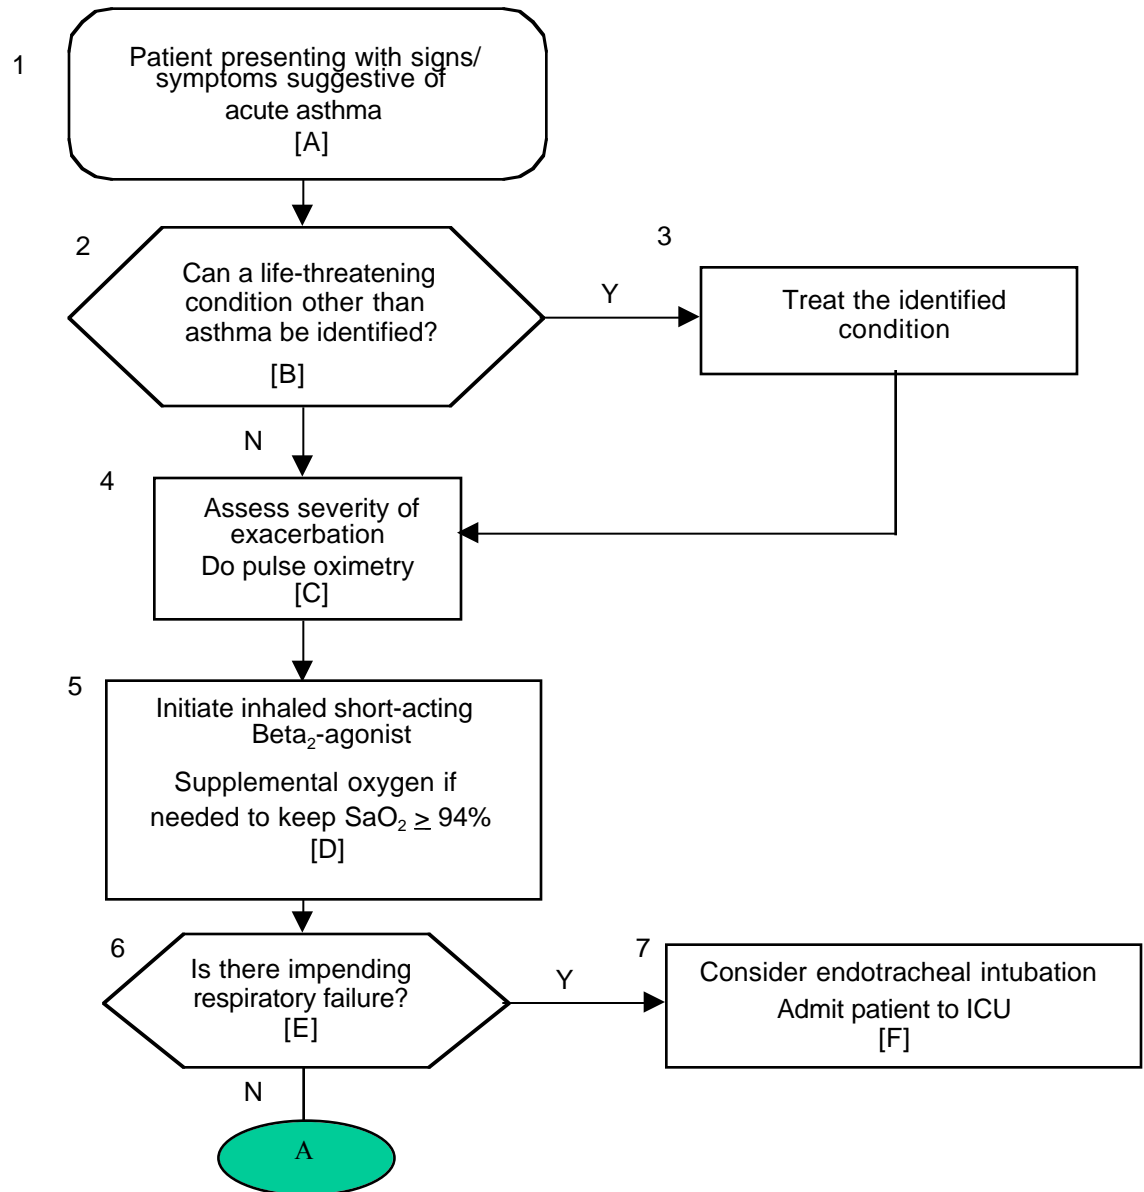 1
Patient presenting with signs/
symptoms suggestive of
acute asthma
[A]
2
Can a life-threatening
condition other than
asthma be identified?
[B]
Y
3
Treat the identified
condition
N
4
Assess severity of
exacerbation
Do pulse oximetry
[C]
5
Initiate inhaled short-acting
Beta₂-agonist
Supplemental oxygen if
needed to keep SaO₂ ≥ 94%
[D]
6
Is there impending
respiratory failure?
[E]
Y
7
Consider endotracheal intubation
Admit patient to ICU
[F]
N
A